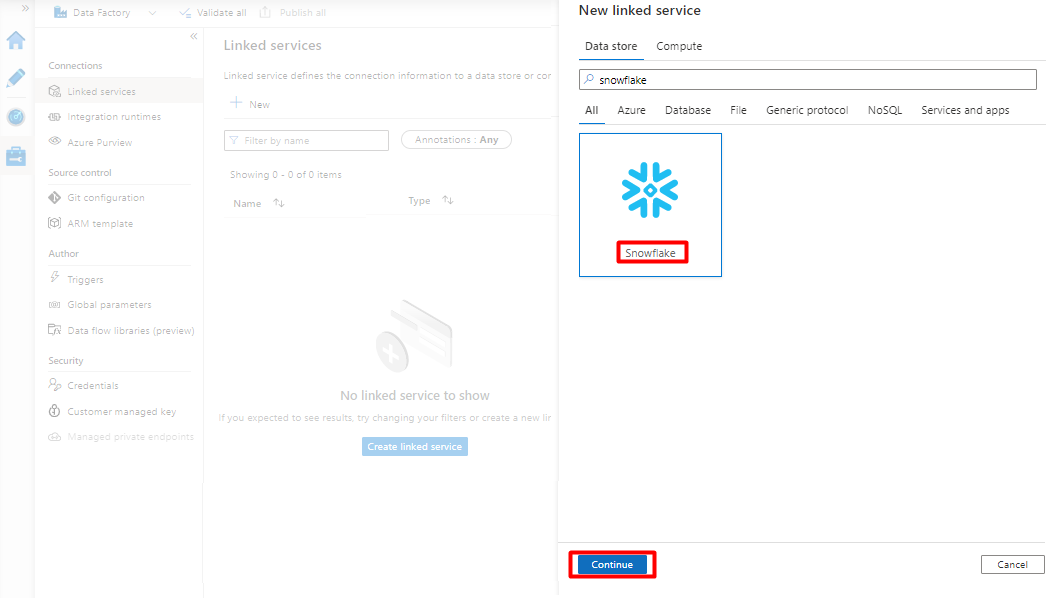 Data Factory
Validate all
Publish all
Connections
Linked services
Integration runtimes
Azure Purview
Source control
Git configuration
ARM template
Author
Triggers
Global parameters
Data flow libraries (preview)
Security
Credentials
Customer managed key
Managed private endpoints
Linked services
Linked service defines the connection information to a data store or cor
New
Filter by name
Annotations : Any
Showing 0 - 0 of 0 items
Name
Type
No linked service to show
If you expected to see results, try changing your filters or create a new lir
Create linked service
New linked service
Data store Compute
snowflake
All Azure Database File Generic protocol NoSQL Services and apps
Snowflake
Continue
Cancel